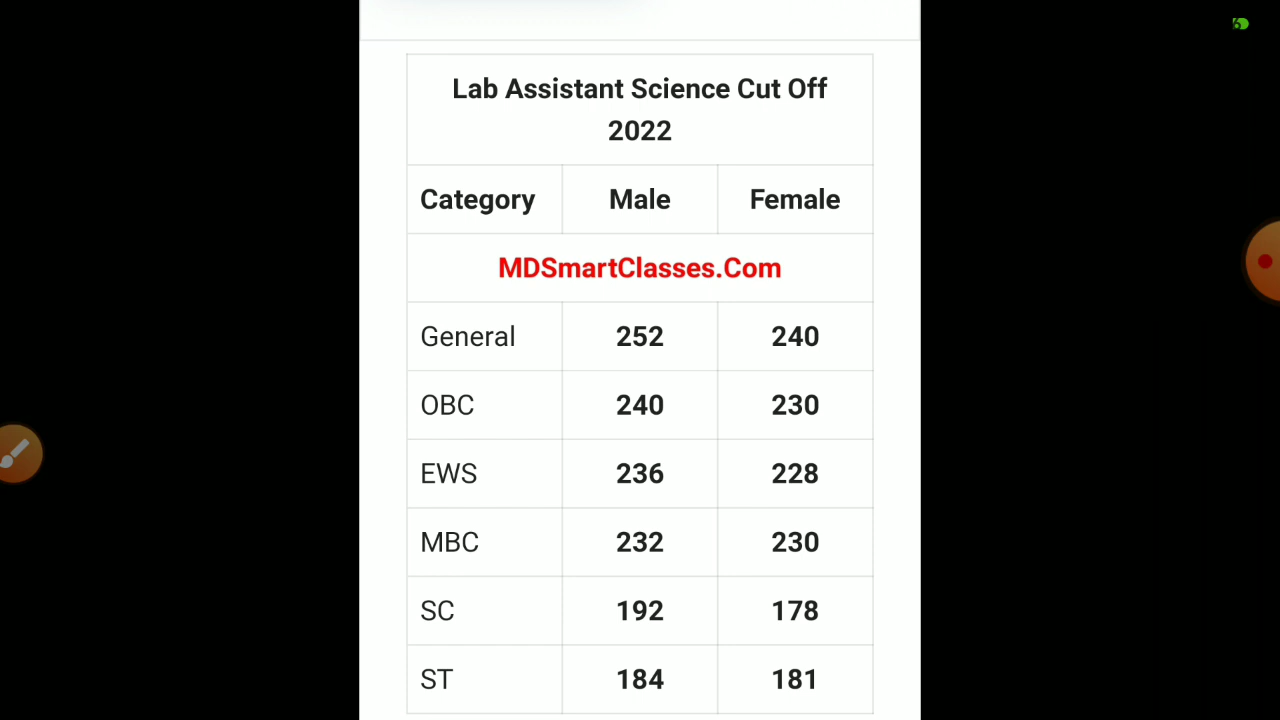 Lab Assistant Science Cut Off
2022
Category Male Female
MDSmartClasses.Com
General 252 240
OBC 240 230
EWS 236 228
MBC 232 230
SC 192 178
ST 184 181